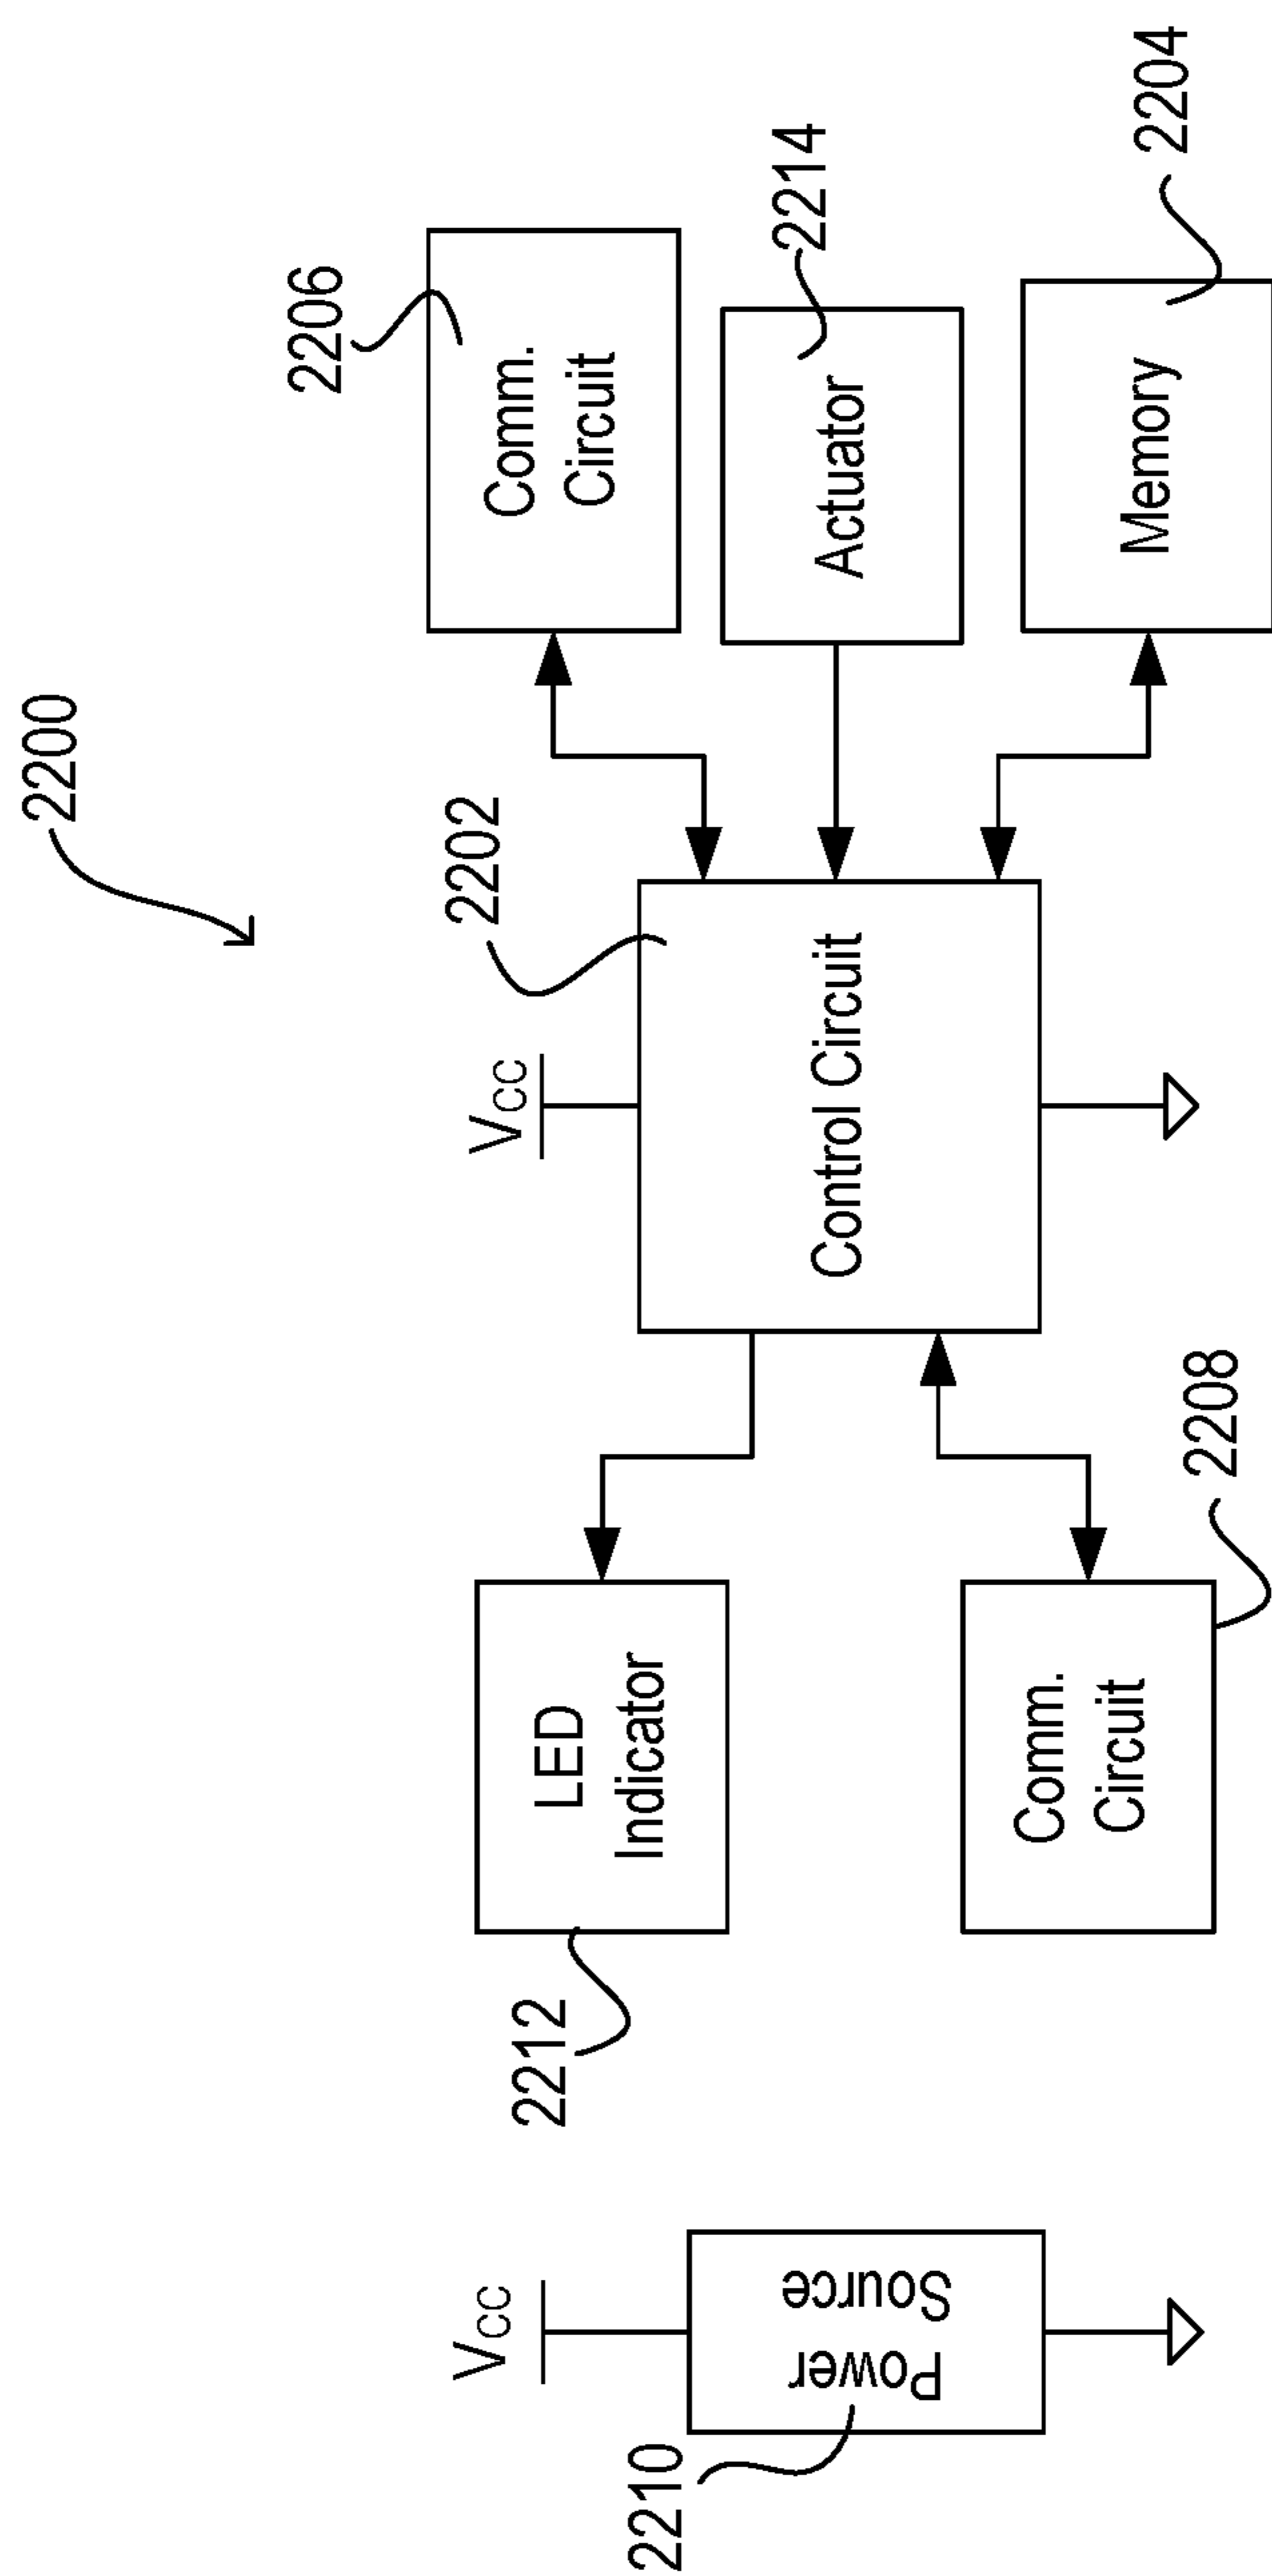 2200
2206
Comm.
Circuit
2214
Actuator
2204
Memory
2202
VCC
Control Circuit
2212
LED
Indicator
2208
Comm.
Circuit
2210
VCC
Power
Source